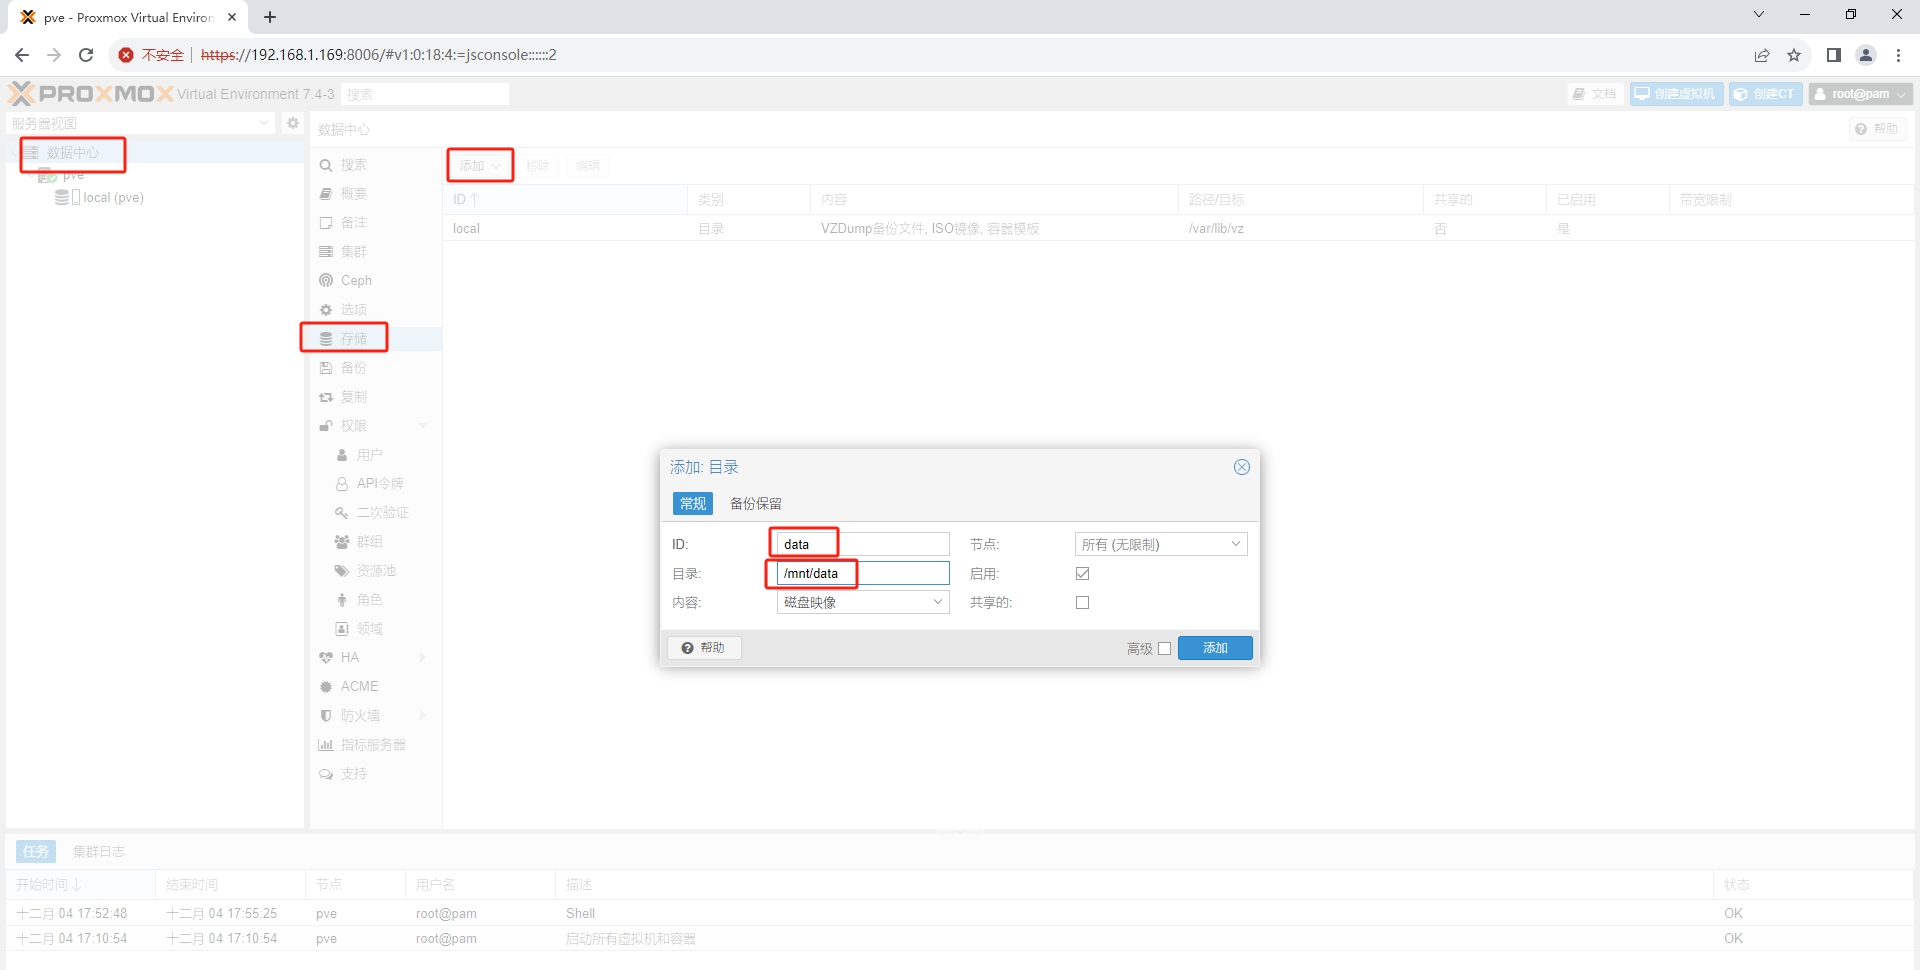 pve - Proxmox Virtual Environ
不安全 https://192.168.1.169:8006/#v1:0:18:4:=jsconsole::::::2
PROXMOX Virtual Environment 7.4-3 搜索 文档 创建虚拟机 创建CT root@pam
服务器视图
数据中心
pve
local (pve)
数据中心 帮助
搜索
概要
备注
集群
Ceph
选项
存储
备份
复制
权限
用户
API令牌
二次验证
群组
资源池
角色
领域
HA
ACME
防火墙
指标服务器
支持
添加 移除 编辑
ID 类别 内容 路径/目标 共享的 已启用 带宽限制
local 目录 VZDump备份文件, ISO镜像, 容器模板 /var/lib/vz 否 是
添加: 目录
常规 备份保留
ID: data 节点: 所有 (无限制)
目录: /mnt/data 启用:
内容: 磁盘映像 共享的:
帮助 高级 添加
任务 集群日志
开始时间 结束时间 节点 用户名 描述 状态
十二月 04 17:52:48 十二月 04 17:55:25 pve root@pam Shell OK
十二月 04 17:10:54 十二月 04 17:10:54 pve root@pam 启动所有虚拟机和容器 OK